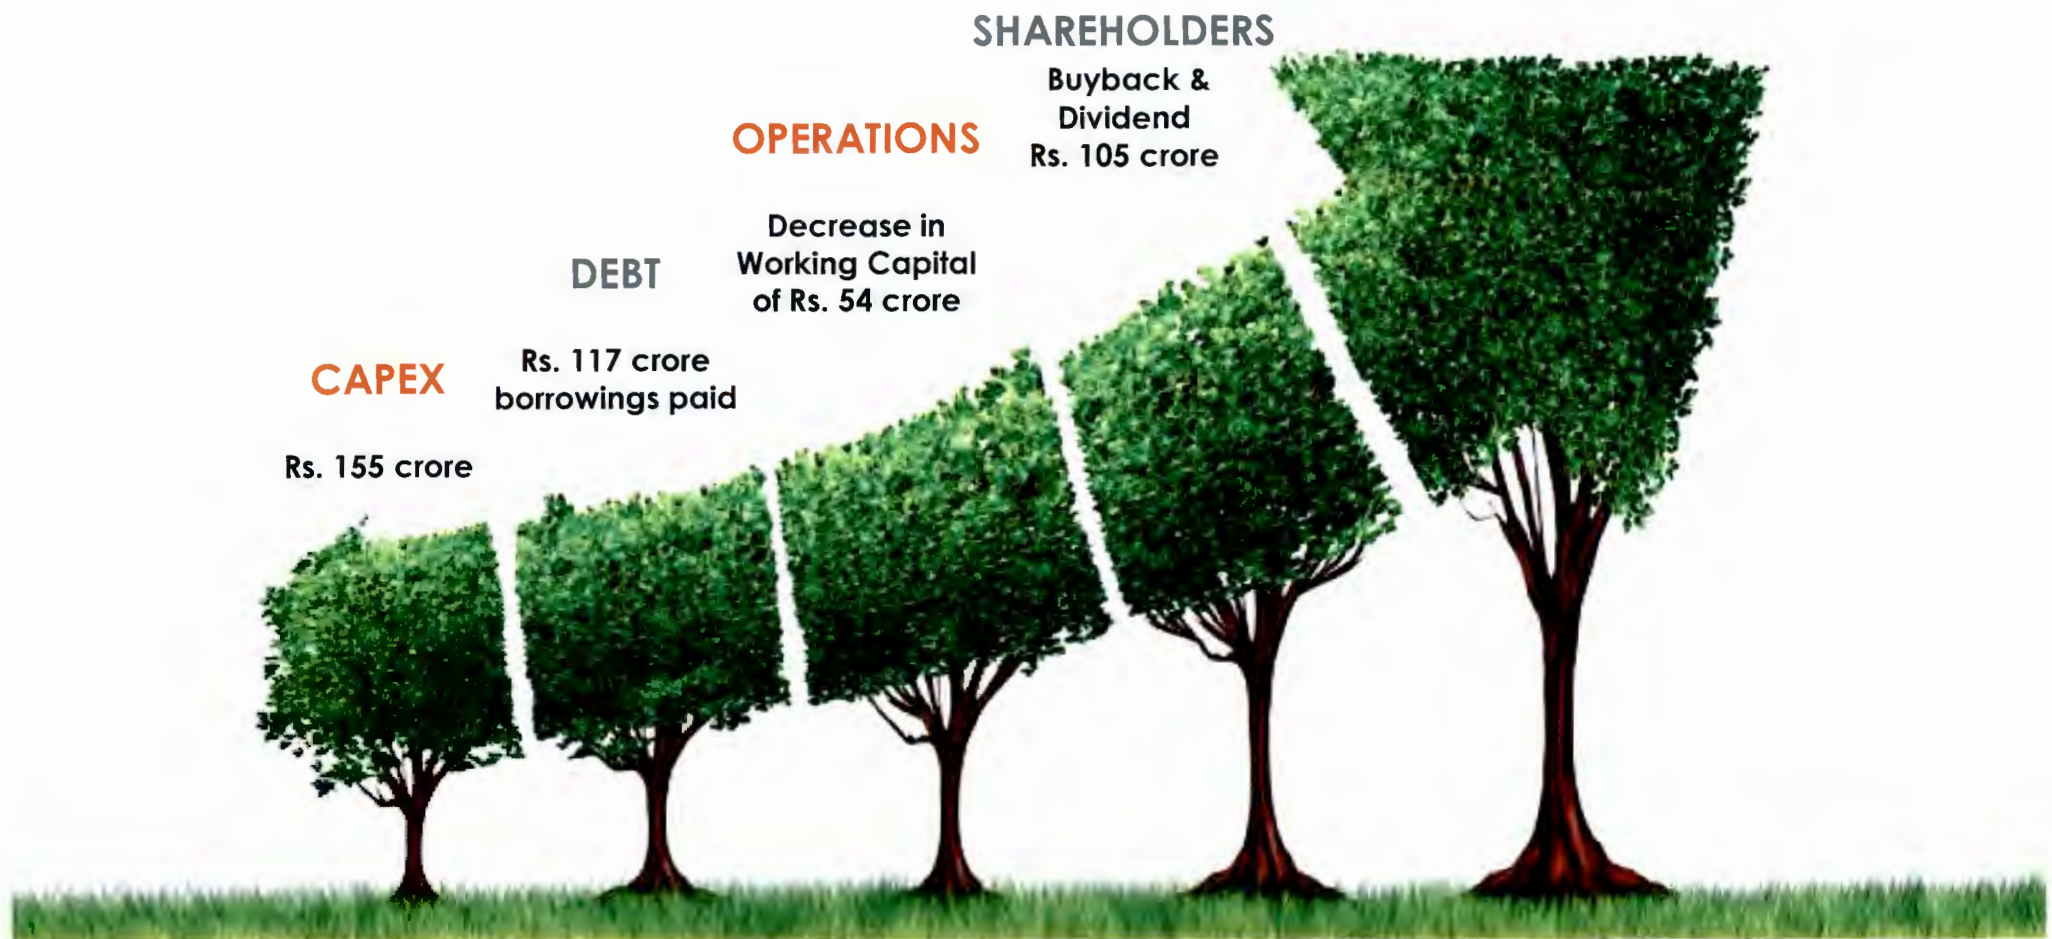 SHAREHOLDERS
Buyback &
Dividend
Rs. 105 crore
OPERATIONS
Decrease in
Working Capital
of Rs. 54 crore
DEBT
Rs. 117 crore
borrowings paid
CAPEX
Rs. 155 crore